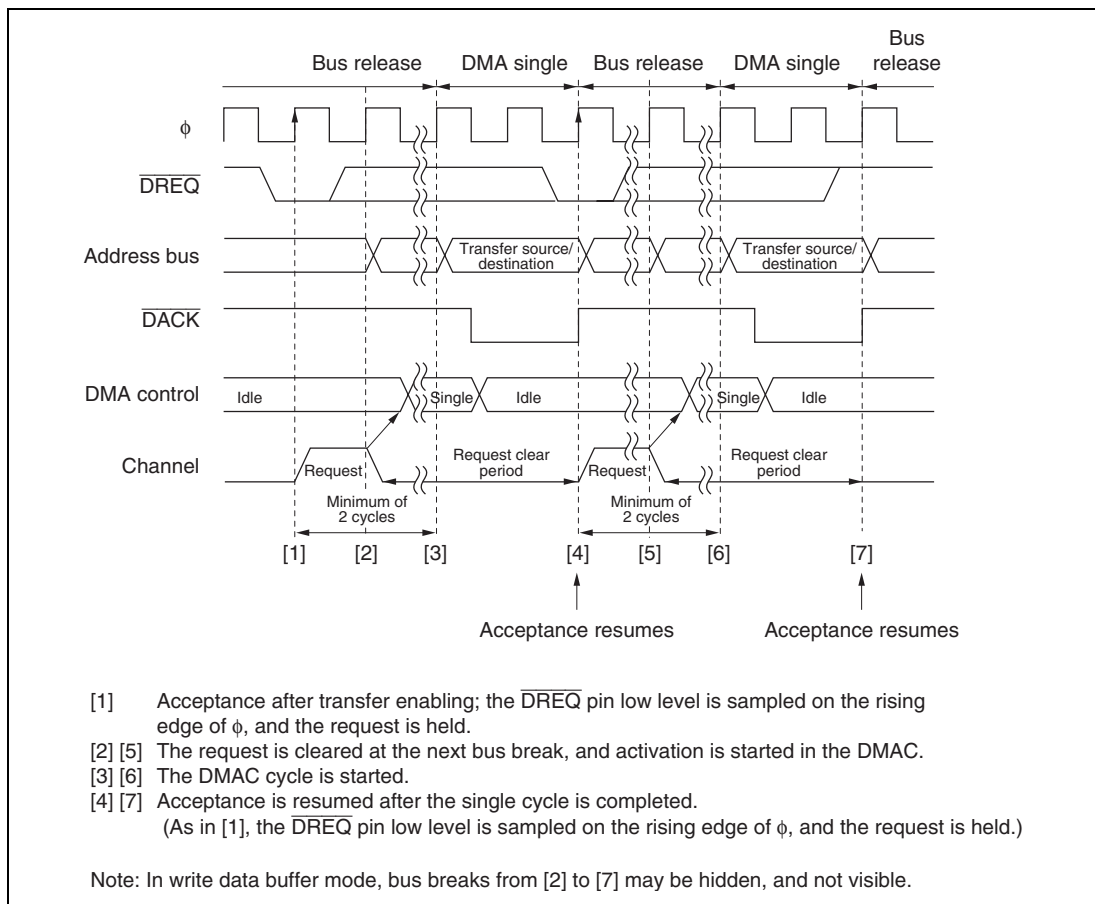 Bus release
DMA single
Bus release
DMA single
Bus
release
φ
DREQ
Address bus
Transfer source/
destination
Transfer source/
destination
DACK
DMA control
Idle
Single
Idle
Single
Idle
Channel
Request
Request clear
period
Request
Request clear
period
Minimum of
2 cycles
Minimum of
2 cycles
[1]
[2]
[3]
[4]
[5]
[6]
[7]
Acceptance resumes
Acceptance resumes
[1] Acceptance after transfer enabling; the DREQ pin low level is sampled on the rising
edge of φ, and the request is held.
[2] [5] The request is cleared at the next bus break, and activation is started in the DMAC.
[3] [6] The DMAC cycle is started.
[4] [7] Acceptance is resumed after the single cycle is completed.
(As in [1], the DREQ pin low level is sampled on the rising edge of φ, and the request is held.)
Note: In write data buffer mode, bus breaks from [2] to [7] may be hidden, and not visible.